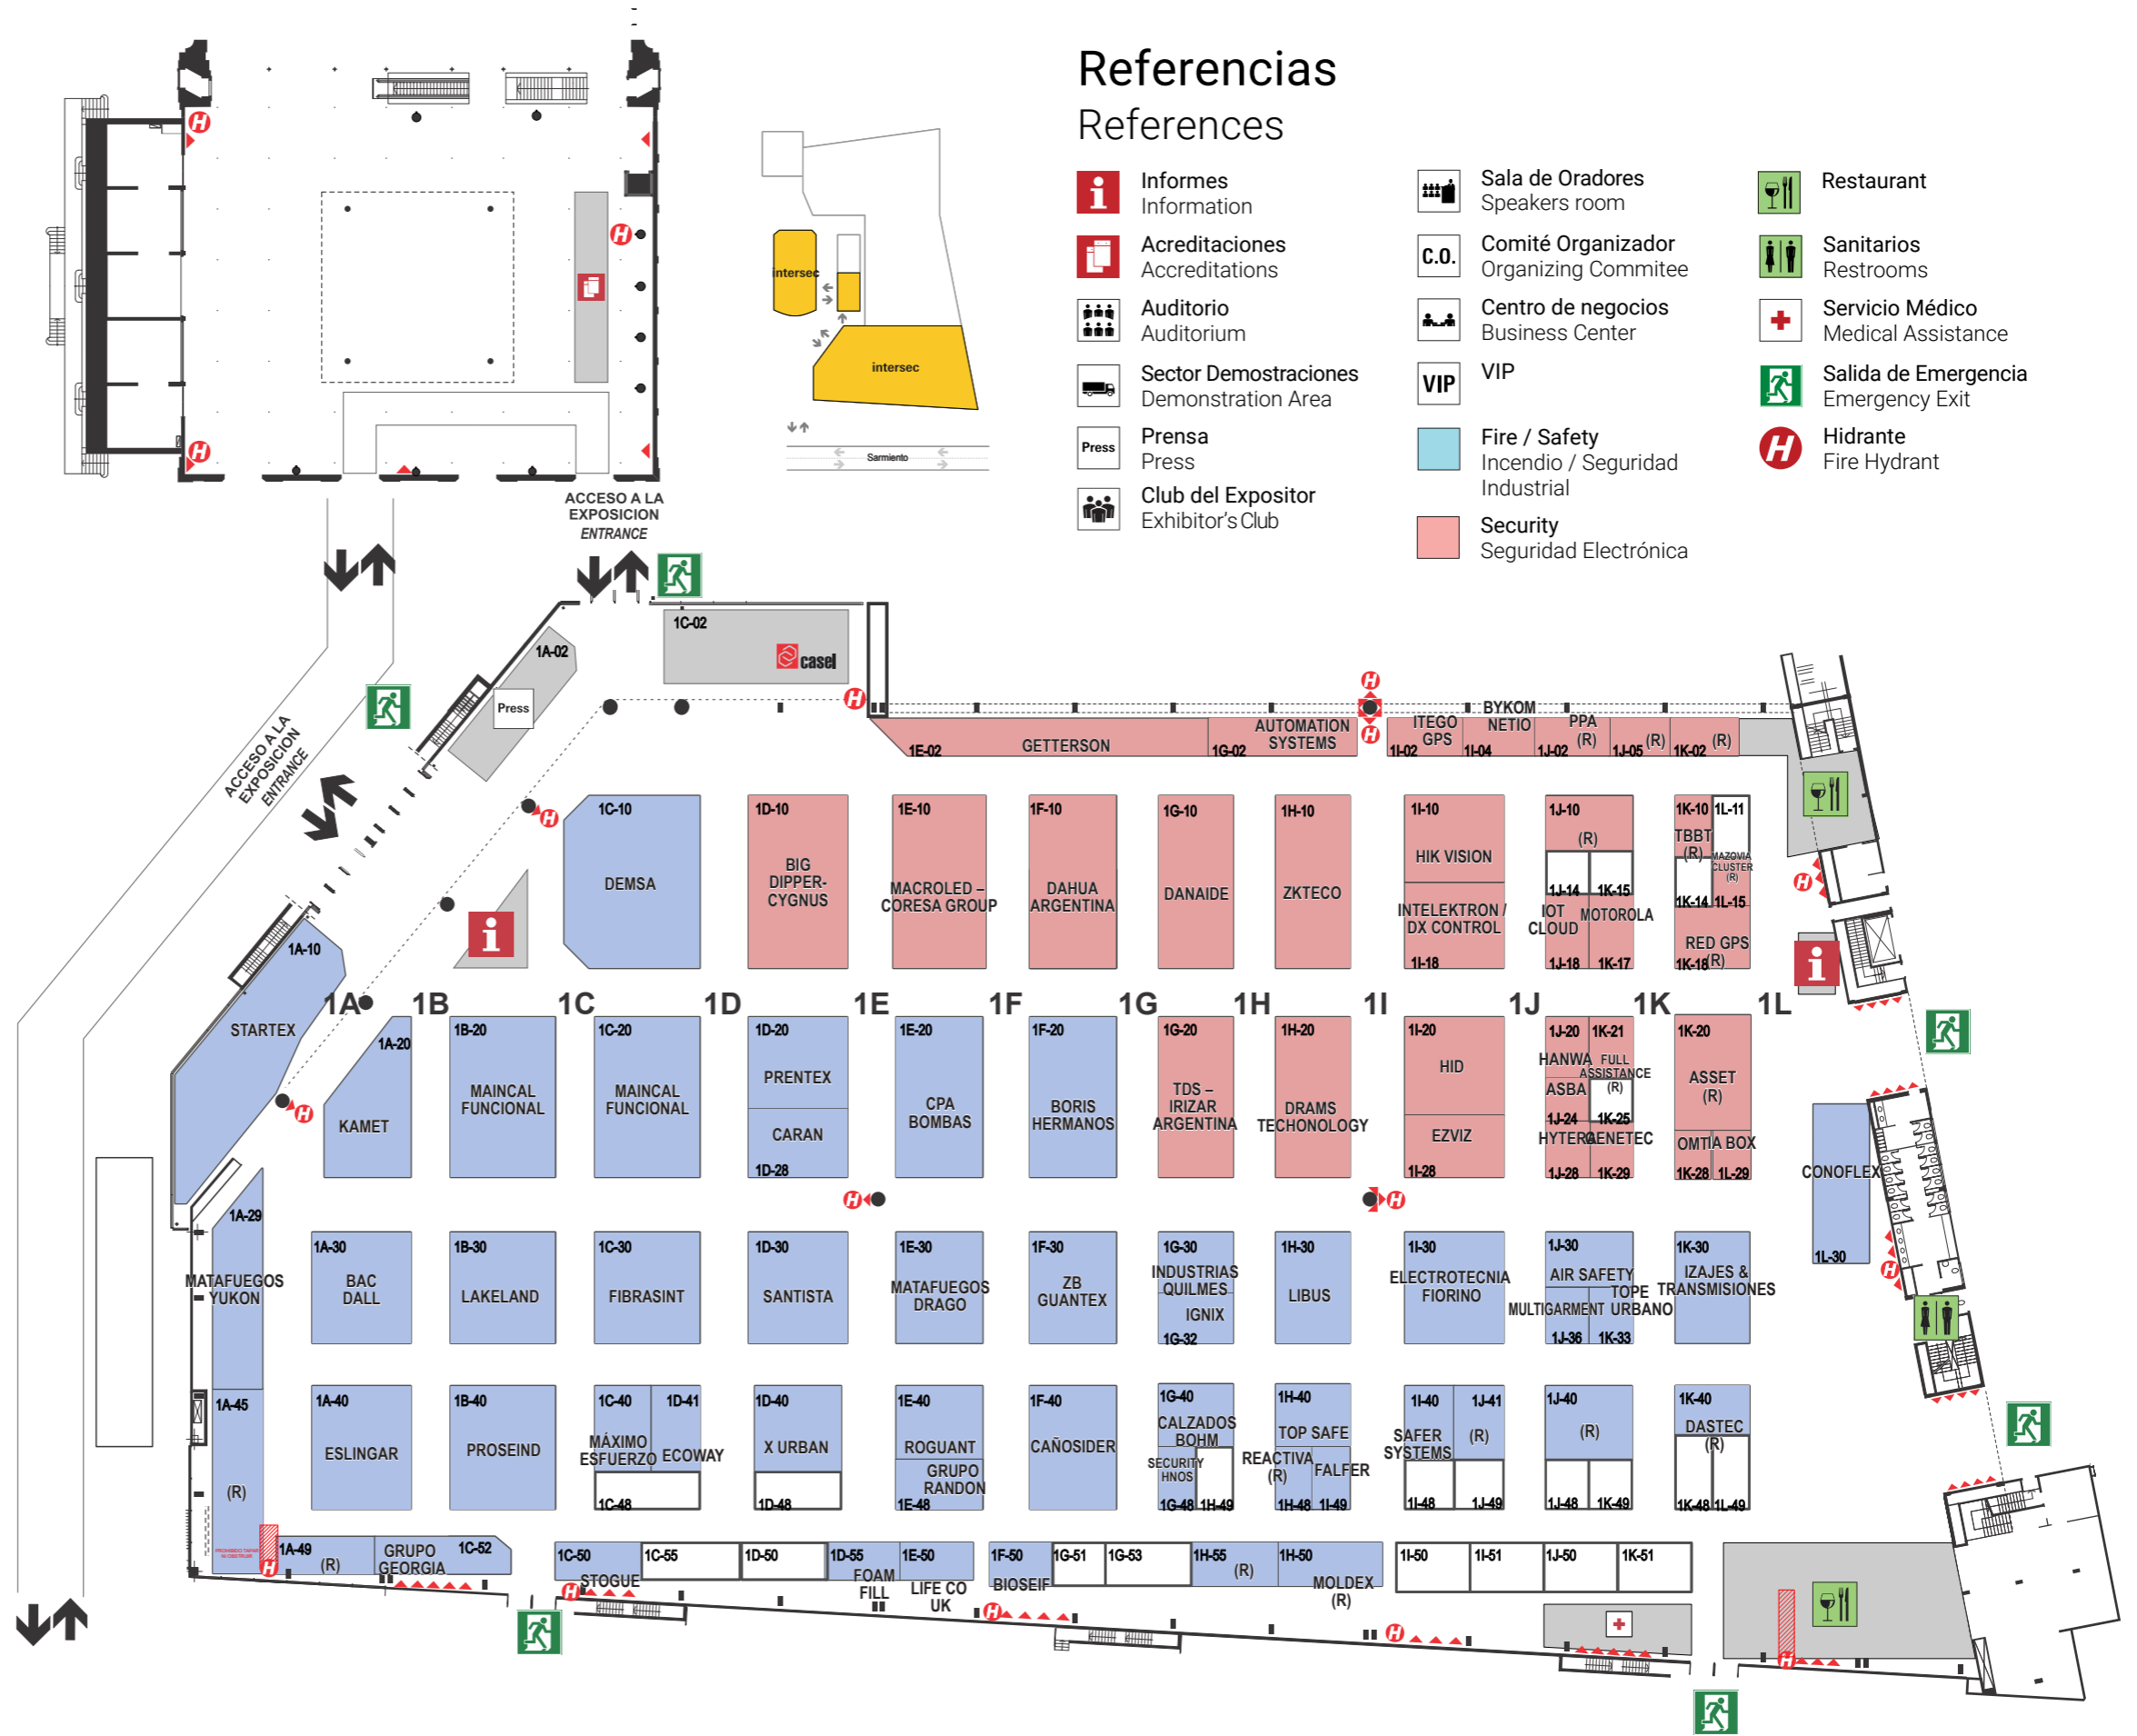 Referencias
References
Informes
Information
Acreditaciones
Accreditations
Auditorio
Auditorium
Sector Demostraciones
Demonstration Area
Press
Prensa
Press
Club del Expositor
Exhibitor's Club
Sala de Oradores
Speakers room
C.O.
Comité Organizador
Organizing Commitee
Centro de negocios
Business Center
VIP
VIP
Fire / Safety
Incendio / Seguridad
Industrial
Security
Seguridad Electrónica
Restaurant
Sanitarios
Restrooms
Servicio Médico
Medical Assistance
Salida de Emergencia
Emergency Exit
H
Hidrante
Fire Hydrant
intersec
intersec
Sarmiento
ACCESO A LA
EXPOSICION
ENTRANCE
ACCESO A LA
EXPOSICION
ENTRANCE
1C-02
casel
1A-02
Press
1E-02
GETTERSON
1G-02
AUTOMATION
SYSTEMS
1I-02
ITEGO
GPS
BYKOM
NETIO
1I-04
PPA
(R)
1J-02
1J-05
(R)
1K-02
(R)
1C-10
DEMSA
1D-10
BIG
DIPPER-
CYGNUS
1E-10
MACROLED –
CORESA GROUP
1F-10
DAHUA
ARGENTINA
1G-10
DANAIDE
1H-10
ZKTECO
1I-10
HIK VISION
INTELEKTRON /
DX CONTROL
1I-18
1J-10
(R)
1J-14
1K-15
IOT
CLOUD
MOTOROLA
1J-18
1K-17
1K-10
1L-11
TBBT
(R)
MAZOVIA
CLUSTER
(R)
1K-14
1L-15
RED GPS
(R)
1K-18
1A-10
STARTEX
1A
1B
1C
1D
1E
1F
1G
1H
1I
1J
1K
1L
1A-20
KAMET
1B-20
MAINCAL
FUNCIONAL
1C-20
MAINCAL
FUNCIONAL
1D-20
PRENTEX
CARAN
1D-28
1E-20
CPA
BOMBAS
1F-20
BORIS
HERMANOS
1G-20
TDS –
IRIZAR
ARGENTINA
1H-20
DRAMS
TECHONOLOGY
1I-20
HID
EZVIZ
1I-28
1J-20
1K-21
HANWA
FULL
ASSISTANCE
(R)
ASBA
1J-24
1K-25
HYTERA
GENETEC
1J-28
1K-29
1K-20
ASSET
(R)
OMTIA BOX
1K-28
1L-29
CONOFLEX
1L-30
1A-29
MATAFUEGOS
YUKON
1A-30
BAC
DALL
1B-30
LAKELAND
1C-30
FIBRASINT
1D-30
SANTISTA
1E-30
MATAFUEGOS
DRAGO
1F-30
ZB
GUANTEX
1G-30
INDUSTRIAS
QUILMES
IGNIX
1G-32
1H-30
LIBUS
1I-30
ELECTROTECNIA
FIORINO
1J-30
AIR SAFETY
MULTIGARMENT
TOPE
URBANO
1J-36
1K-33
1K-30
IZAJES &
TRANSMISIONES
1A-45
(R)
1A-40
ESLINGAR
1B-40
PROSEIND
1C-40
1D-41
MÁXIMO
ESFUERZO
ECOWAY
1C-48
1D-40
X URBAN
1D-48
1E-40
ROGUANT
GRUPO
RANDON
1E-48
1F-40
CAÑOSIDER
1G-40
CALZADOS
BOHM
SECURITY
HNOS
1G-48
1H-49
1H-40
TOP SAFE
REACTIVA
(R)
FALFER
1H-48
1I-49
1I-40
1J-41
SAFER
SYSTEMS
(R)
1I-48
1J-49
1J-40
(R)
1J-48
1K-49
1K-40
DASTEC
(R)
1K-48
1L-49
1A-49
(R)
GRUPO
GEORGIA
1C-52
1C-50
STOGUE
1C-55
1D-50
1D-55
FOAM
FILL
1E-50
LIFE CO
UK
1F-50
BIOSEIF
1G-51
1G-53
1H-55
(R)
1H-50
MOLDEX
(R)
1I-50
1I-51
1J-50
1K-51